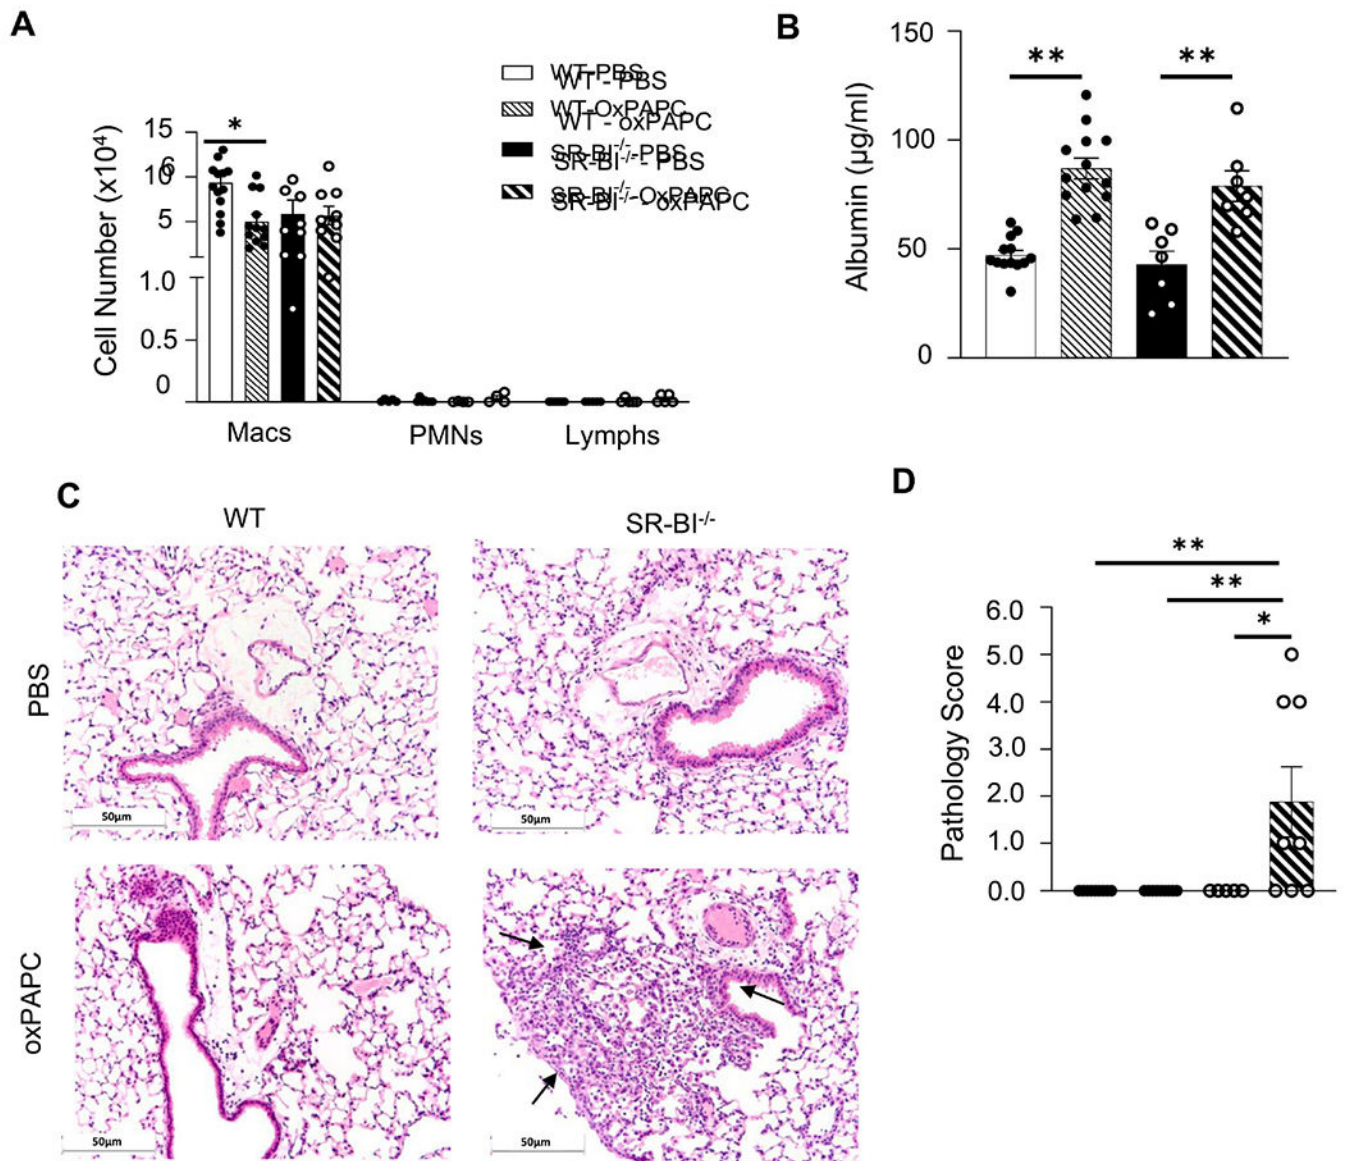 A
WT-PBS
WT - PBS
WT-OxPAPC
WT - oxPAPC
SR-BI-/--PBS
SR-BI-/- - PBS
SR-BI-/-OxPAPC
SR-BI-/- - oxPAPC
Cell Number (x10⁴)
15
*
6
10
5
1.0
0.5
0
Macs
PMNs
Lymphs
B
Albumin (µg/ml)
150
** **
100
50
0
C
WT
SR-BI-/-
PBS
50µm
50µm
oxPAPC
50µm
50µm
D
**
**
*
Pathology Score
6.0
5.0
4.0
3.0
2.0
1.0
0.0